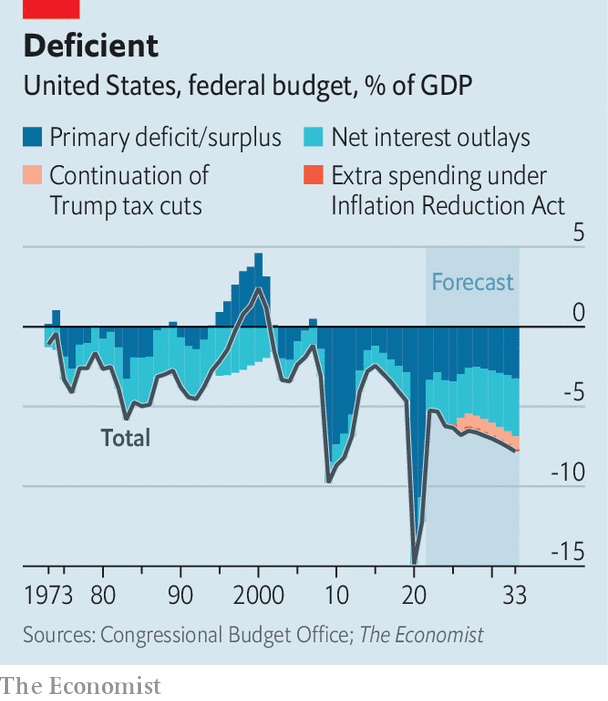 Deficient
United States, federal budget, % of GDP
Primary deficit/surplus
Net interest outlays
Continuation of
Trump tax cuts
Extra spending under
Inflation Reduction Act
5
Forecast
0
-5
Total
-10
-15
1973 80 90 2000 10 20 33
Sources: Congressional Budget Office; The Economist
The Economist